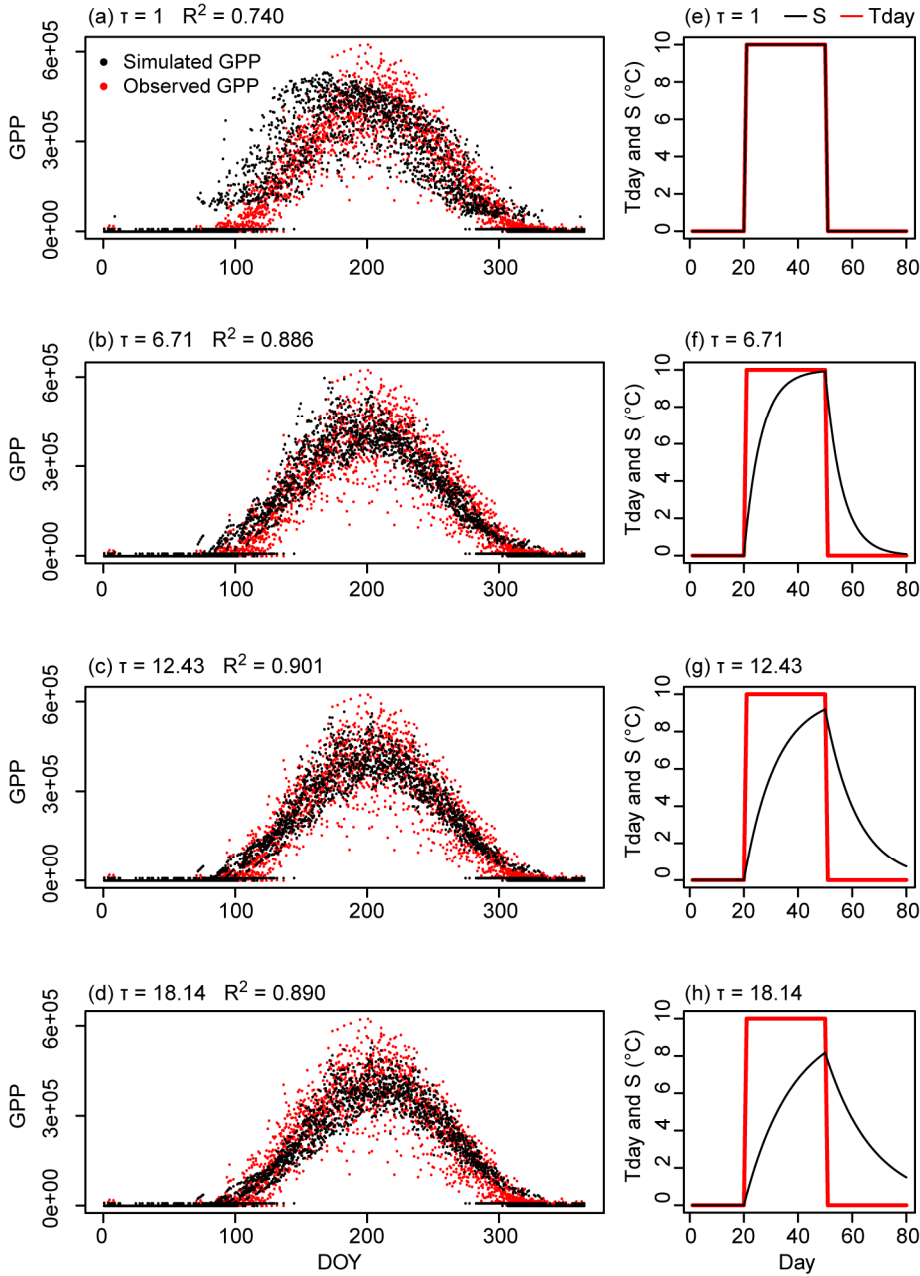 (a) τ = 1 R² = 0.740
Simulated GPP
Observed GPP
GPP
0e+00 3e+05 6e+05
0 100 200 300
(e) τ = 1 S Tday
Tday and S (°C)
0 2 4 6 8 10
0 20 40 60 80
(b) τ = 6.71 R² = 0.886
GPP
0e+00 3e+05 6e+05
0 100 200 300
(f) τ = 6.71
Tday and S (°C)
0 2 4 6 8 10
0 20 40 60 80
(c) τ = 12.43 R² = 0.901
GPP
0e+00 3e+05 6e+05
0 100 200 300
(g) τ = 12.43
Tday and S (°C)
0 2 4 6 8 10
0 20 40 60 80
(d) τ = 18.14 R² = 0.890
GPP
0e+00 3e+05 6e+05
0 100 200 300
DOY
(h) τ = 18.14
Tday and S (°C)
0 2 4 6 8 10
0 20 40 60 80
Day